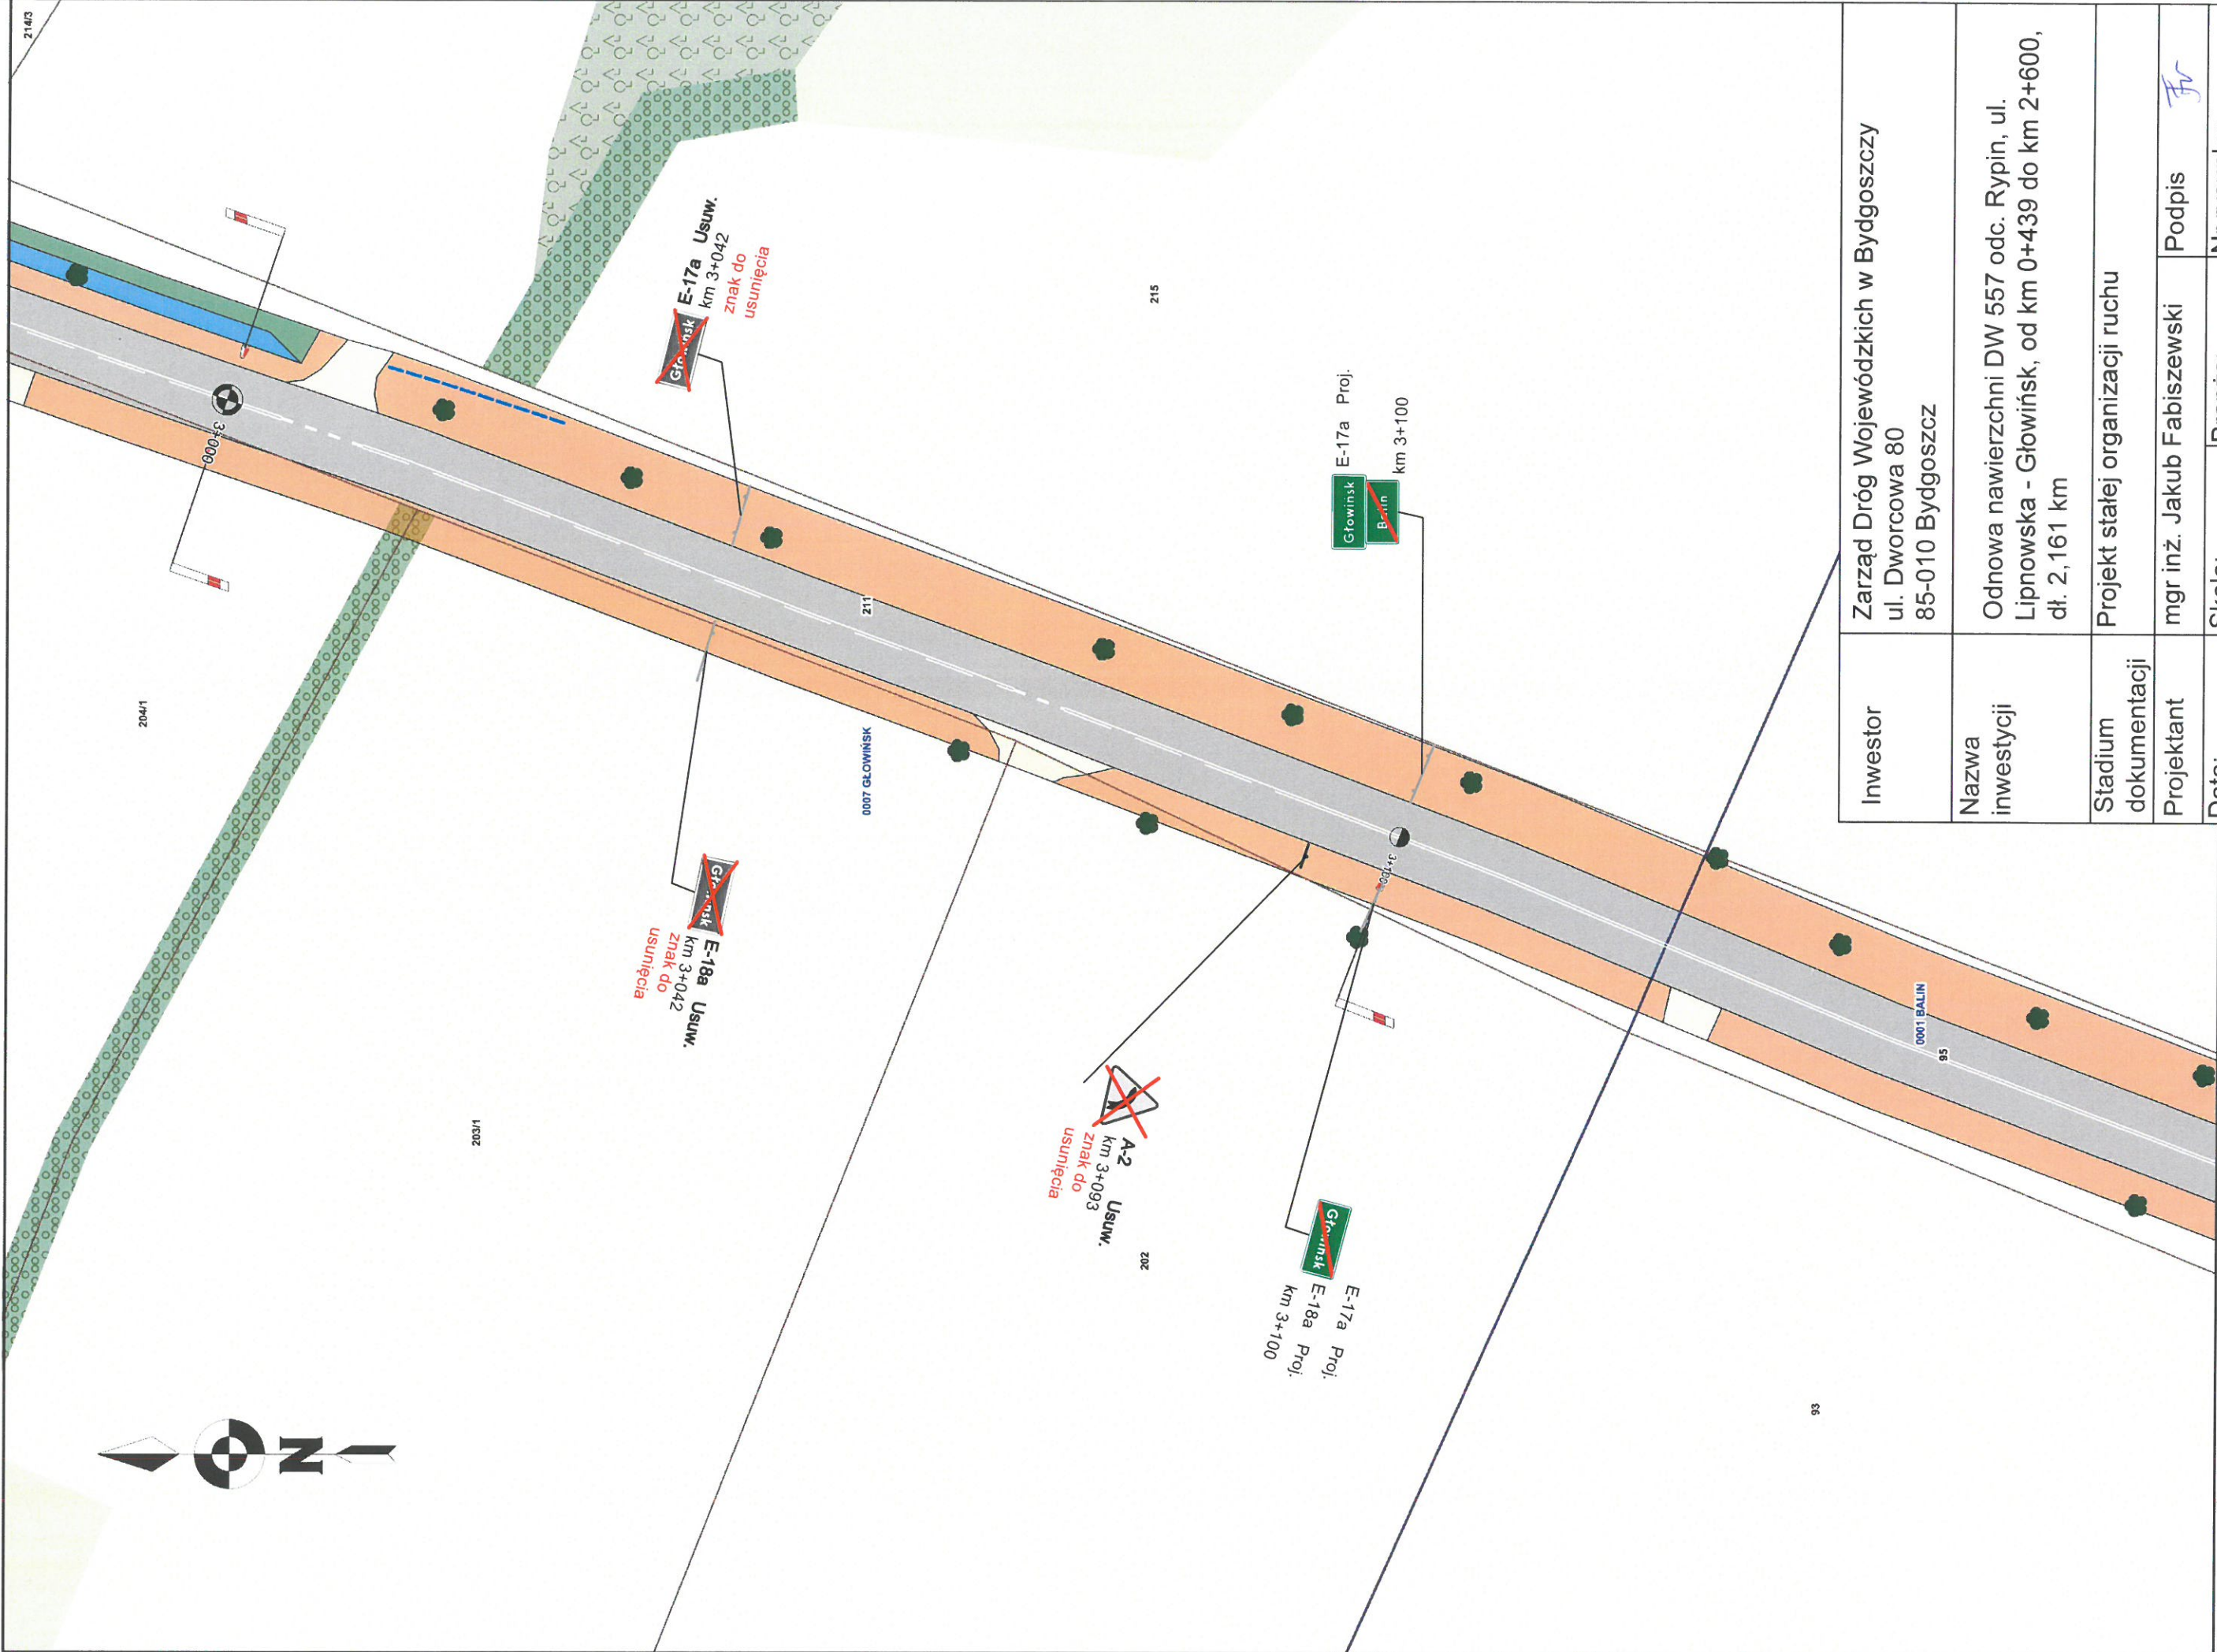 214/3
E-17a Usuw.
km 3+042
znak do
usunięcia
3+000
215
204/1
211
0007 GŁOWIŃSK
E-17a Proj.
Głowińsk
km 3+100
E-18a Usuw.
km 3+042
znak do
usunięcia
203/1
3+100
A-2 Usuw.
km 3+093
znak do
usunięcia
202
Głowińsk
E-17a Proj.
E-18a Proj.
km 3+100
0001 BALIN
95
93
N
Inwestor
Zarząd Dróg Wojewódzkich w Bydgoszczy
ul. Dworcowa 80
85-010 Bydgoszcz
Nazwa
inwestycji
Odnowa nawierzchni DW 557 odc. Rypin, ul.
Lipnowska - Głowińsk, od km 0+439 do km 2+600,
dł. 2,161 km
Stadium
dokumentacji
Projekt stałej organizacji ruchu
Projektant
mgr inż. Jakub Fabiszewski
Podpis